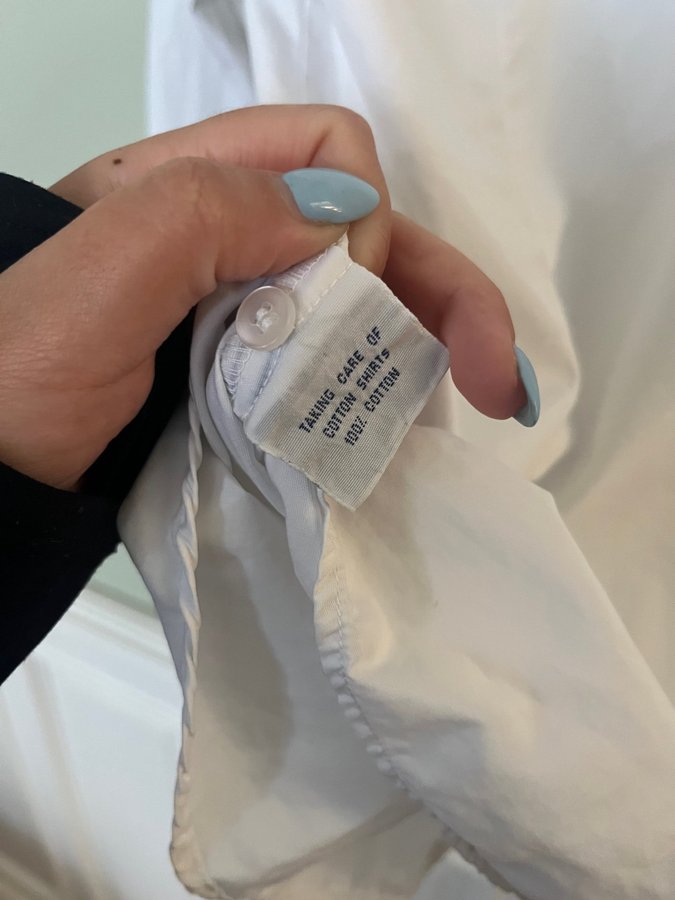 TAKING CARE OF
COTTON SHIRTS
100% COTTON